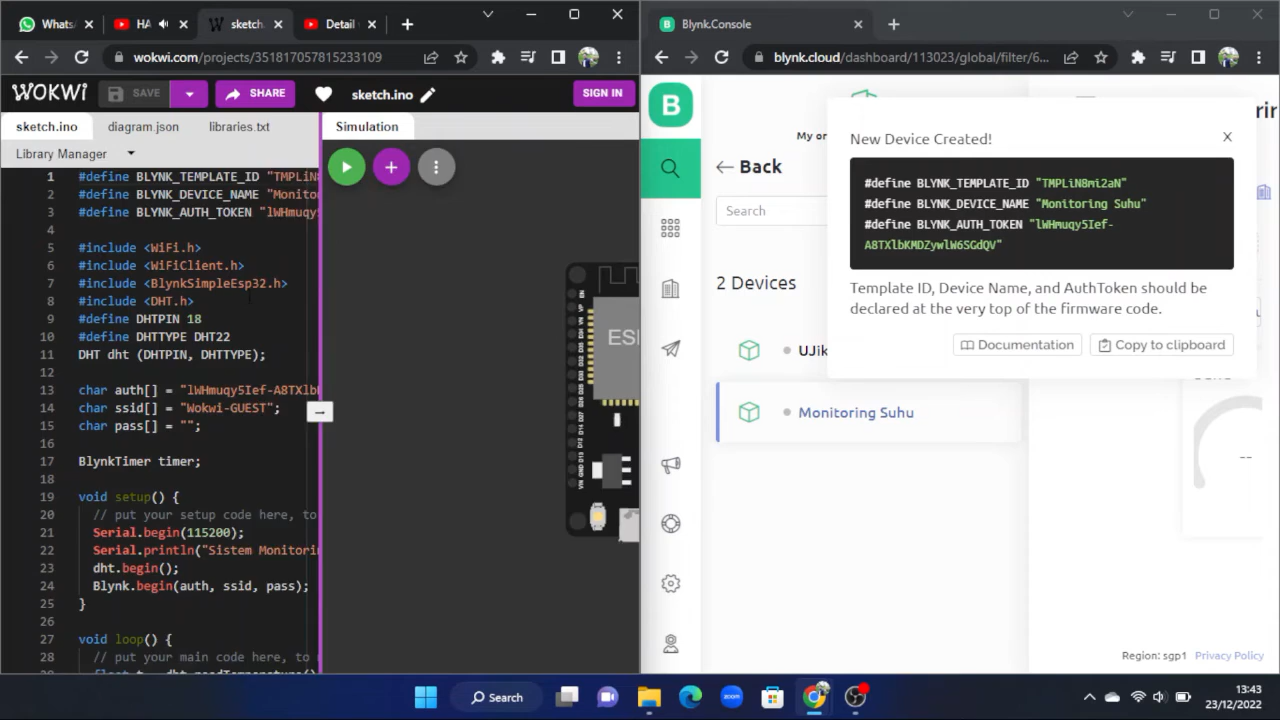 Whats
HA
sketch.
Detail
Blynk.Console
wokwi.com/projects/351817057815233109
blynk.cloud/dashboard/113023/global/filter/6...
WOKWI
SAVE
SHARE
sketch.ino
SIGN IN
sketch.ino
diagram.json
libraries.txt
Simulation
Library Manager
1 #define BLYNK_TEMPLATE_ID "TMPLiN8
2 #define BLYNK_DEVICE_NAME "Monito
3 #define BLYNK_AUTH_TOKEN "lWHmuqy5
4
5 #include <WiFi.h>
6 #include <WiFiClient.h>
7 #include <BlynkSimpleEsp32.h>
8 #include <DHT.h>
9 #define DHTPIN 18
10 #define DHTTYPE DHT22
11 DHT dht (DHTPIN, DHTTYPE);
12
13 char auth[] = "lWHmuqy5Ief-A8TXlb
14 char ssid[] = "Wokwi-GUEST";
15 char pass[] = "";
16
17 BlynkTimer timer;
18
19 void setup() {
20 // put your setup code here, to
21 Serial.begin(115200);
22 Serial.println("Sistem Monitorin
23 dht.begin();
24 Blynk.begin(auth, ssid, pass);
25 }
26
27 void loop() {
28 // put your main code here, to
ESP
B
My or
Back
Search
2 Devices
UJik
Monitoring Suhu
New Device Created!
#define BLYNK_TEMPLATE_ID "TMPLiN8mi2aN"
#define BLYNK_DEVICE_NAME "Monitoring Suhu"
#define BLYNK_AUTH_TOKEN "lWHmuqy5Ief-
A8TXlbKMDZywlW6SGdQV"
Template ID, Device Name, and AuthToken should be
declared at the very top of the firmware code.
Documentation
Copy to clipboard
--
Region: sgp1
Privacy Policy
Search
zoom
13:43
23/12/2022